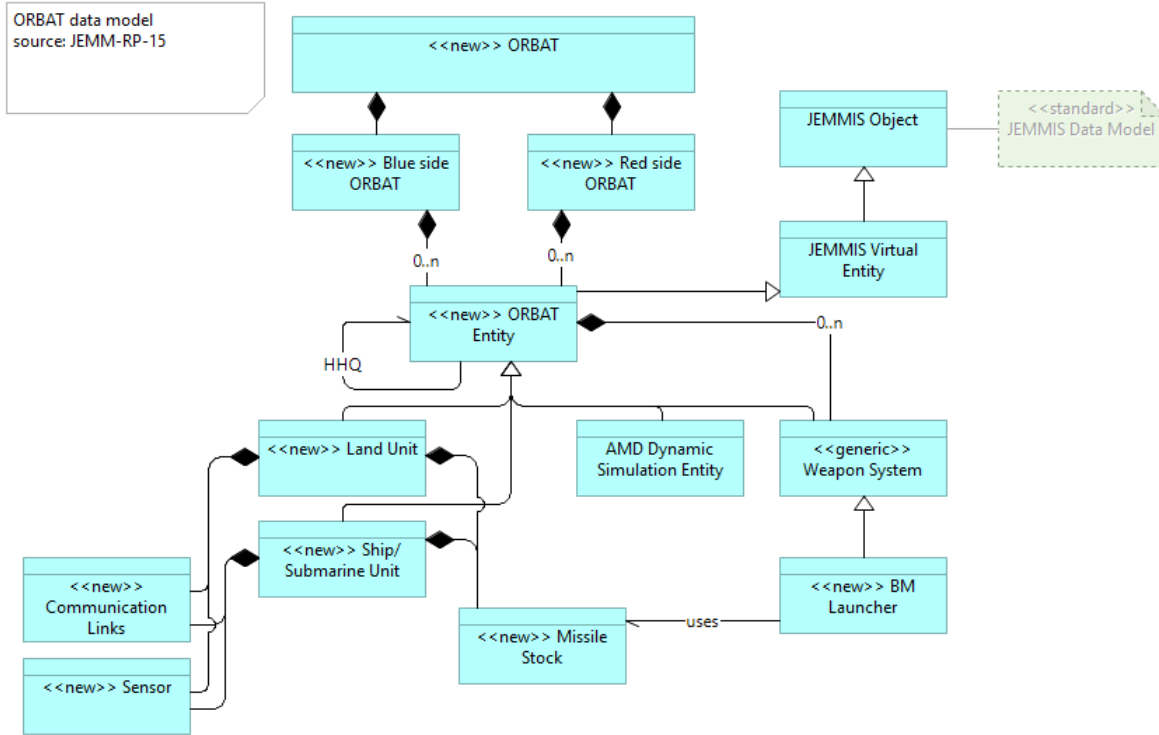 ORBAT data model
source: JEMM-RP-15
<<new>> ORBAT
<<standard>>
JEMMIS Data Model
JEMMIS Object
<<new>> Blue side
ORBAT
<<new>> Red side
ORBAT
JEMMIS Virtual
Entity
0..n
0..n
<<new>> ORBAT
Entity
0..n
HHQ
<<new>> Land Unit
AMD Dynamic
Simulation Entity
<<generic>>
Weapon System
<<new>> Ship/
Submarine Unit
<<new>>
Communication
Links
<<new>> BM
Launcher
uses
<<new>> Missile
Stock
<<new>> Sensor